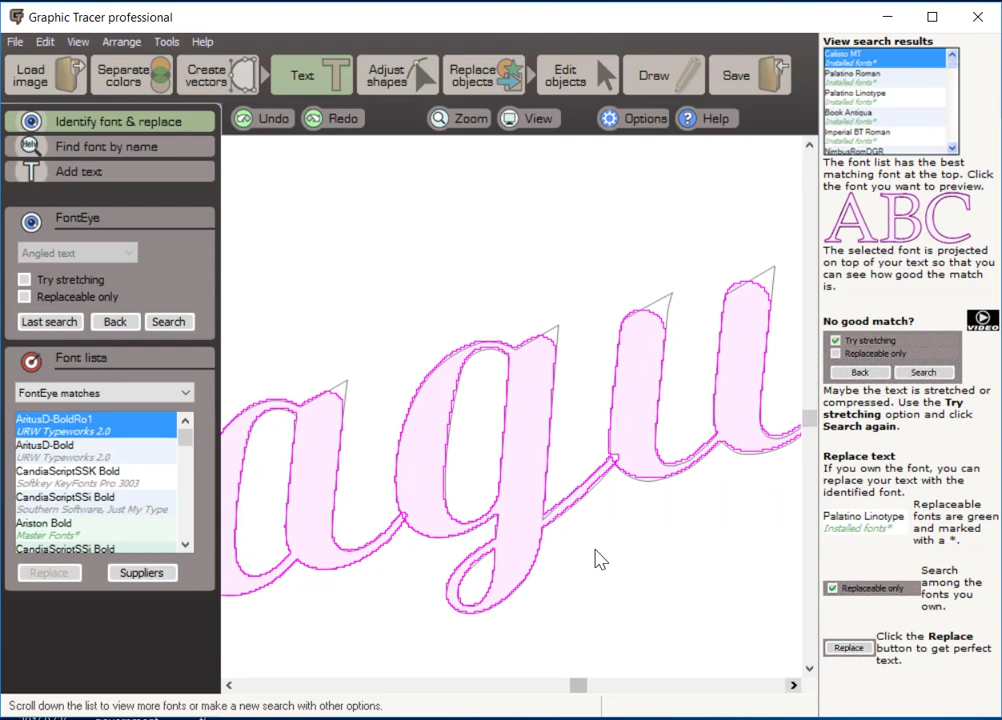 Graphic Tracer professional
File Edit View Arrange Tools Help
Load image
Separate colors
Create vectors
Text
Adjust shapes
Replace objects
Edit objects
Draw
Save
Undo Redo Zoom View Options Help
Identify font & replace
Find font by name
Add text
FontEye
Angled text
Try stretching
Replaceable only
Last search Back Search
Font lists
FontEye matches
AritusD-BoldRo1
URW Typeworks 2.0
AritusD-Bold
URW Typeworks 2.0
CandiaScriptSSK Bold
Softkey KeyFonts Pro 3003
CandiaScriptSSi Bold
Southern Software, Just My Type
Ariston Bold
Master Fonts*
CandiaScriptSSi Bold
Replace Suppliers
aqu
View search results
Calisto MT
Installed fonts*
Palatino Roman
Installed fonts*
Palatino Linotype
Installed fonts*
Book Antiqua
Installed fonts*
Imperial BT Roman
Installed fonts*
NimbusRomDGR
The font list has the best
matching font at the top. Click
the font you want to preview.
ABC
The selected font is projected
on top of your text so that you
can see how good the match
is.
No good match?
VIDEO
Try stretching
Replaceable only
Back Search
Maybe the text is stretched or
compressed. Use the Try
stretching option and click
Search again.
Replace text
If you own the font, you can
replace your text with the
identified font.
Palatino Linotype
Installed fonts*
Replaceable
fonts are green
and marked
with a *.
Replaceable only
Search
among the
fonts you
own.
Replace
Click the Replace
button to get perfect
text.
Scroll down the list to view more fonts or make a new search with other options.